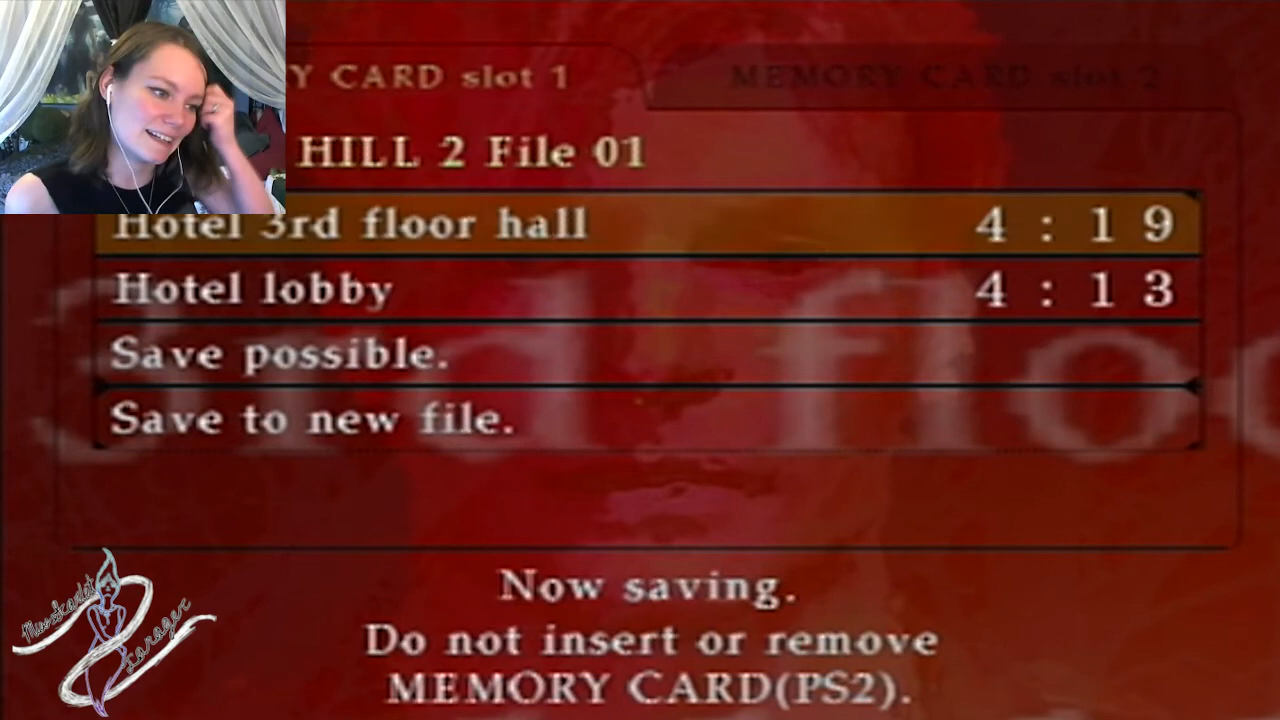 Y CARD slot 1
MEMORY CARD slot 2
HILL 2 File 01
Hotel 3rd floor hall 4 : 1 9
Hotel lobby 4 : 1 3
Save possible.
Save to new file.
3rd floo
Now saving.
Do not insert or remove
MEMORY CARD(PS2).